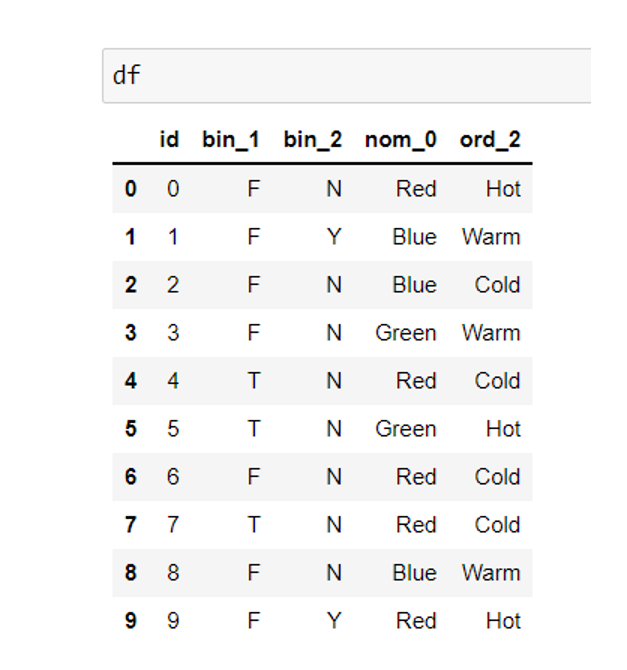 df
id bin_1 bin_2 nom_0 ord_2
0 0 F N Red Hot
1 1 F Y Blue Warm
2 2 F N Blue Cold
3 3 F N Green Warm
4 4 T N Red Cold
5 5 T N Green Hot
6 6 F N Red Cold
7 7 T N Red Cold
8 8 F N Blue Warm
9 9 F Y Red Hot